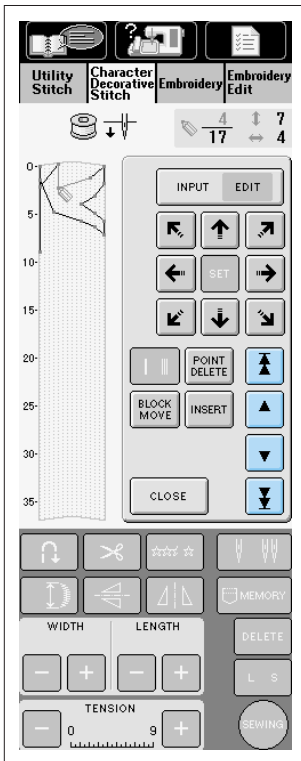 Utility Stitch
Character Decorative Stitch
Embroidery
Embroidery Edit
4
17
7
4
0-
5-
10-
15-
20-
25-
30-
35-
INPUT EDIT
SET
POINT DELETE
BLOCK MOVE
INSERT
CLOSE
MEMORY
WIDTH
LENGTH
DELETE
L S
TENSION
0 9
SEWING